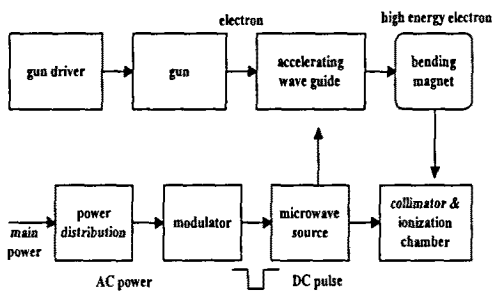 electron
high energy electron
gun driver
gun
accelerating
wave guide
bending
magnet
main
power
power
distribution
modulator
microwave
source
collimator &
ionization
chamber
AC power
DC pulse